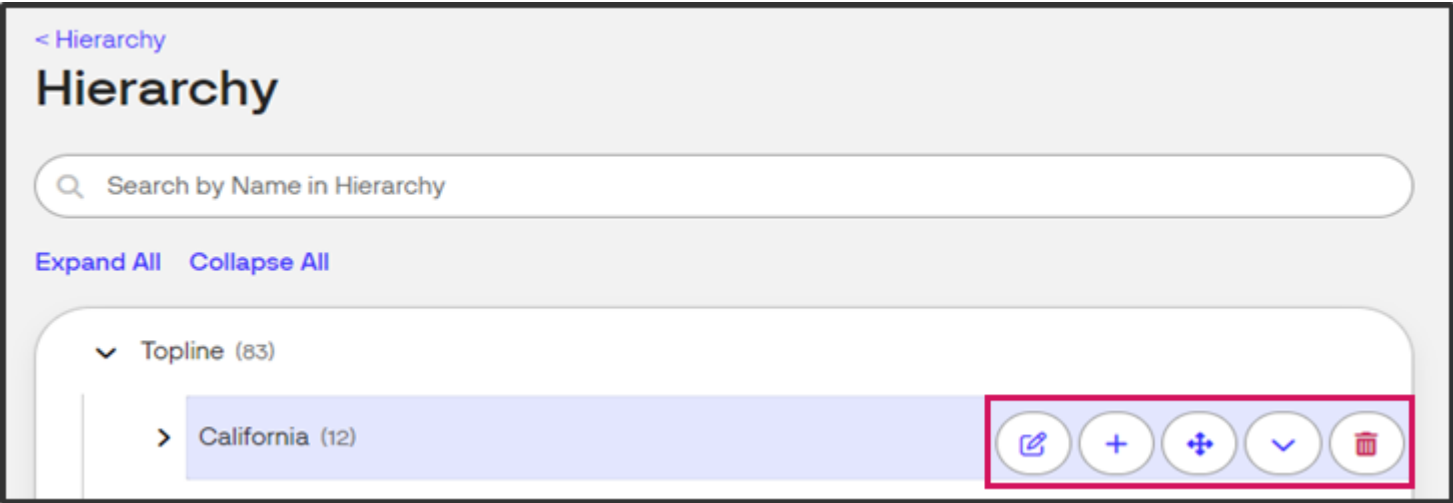 < Hierarchy
Hierarchy
Search by Name in Hierarchy
Expand All Collapse All
Topline (83)
California (12)